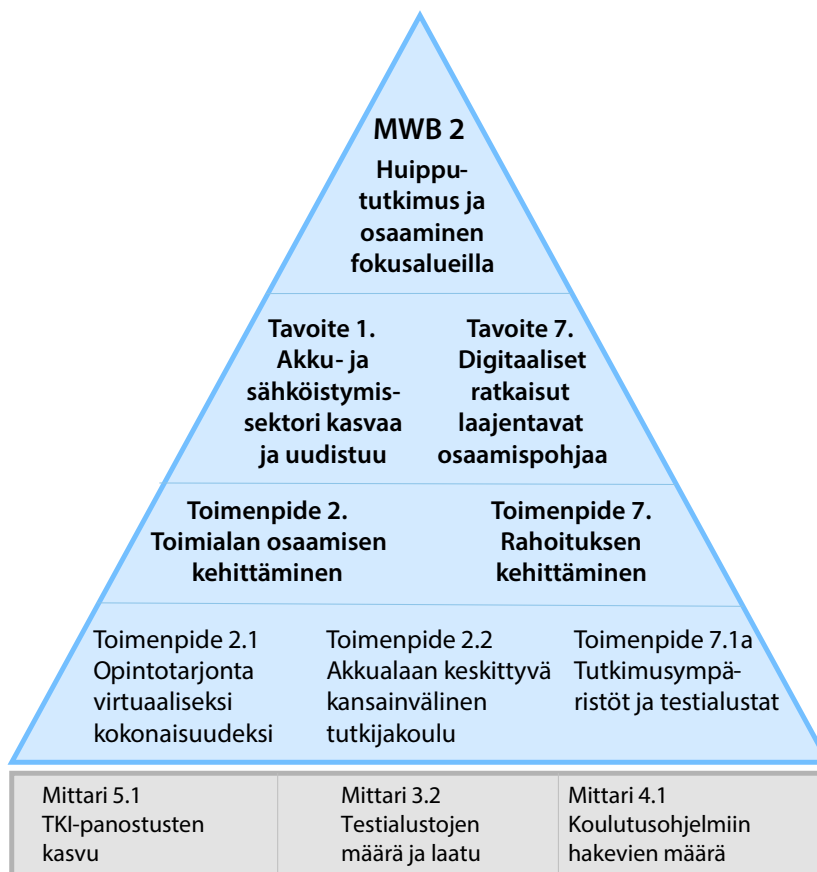 MWB 2
Huippu-
tutkimus ja
osaaminen
fokusalueilla
Tavoite 1.
Akku- ja
sähköistymis-
sektori kasvaa
ja uudistuu
Tavoite 7.
Digitaaliset
ratkaisut
laajentavat
osaamispohjaa
Toimenpide 2.
Toimialan osaamisen
kehittäminen
Toimenpide 7.
Rahoituksen
kehittäminen
Toimenpide 2.1
Opintotarjonta
virtuaaliseksi
kokonaisuudeksi
Toimenpide 2.2
Akkualaan keskittyvä
kansainvälinen
tutkijakoulu
Toimenpide 7.1a
Tutkimusympä-
ristöt ja testialustat
Mittari 5.1
TKI-panostusten
kasvu
Mittari 3.2
Testialustojen
määrä ja laatu
Mittari 4.1
Koulutusohjelmiin
hakevien määrä